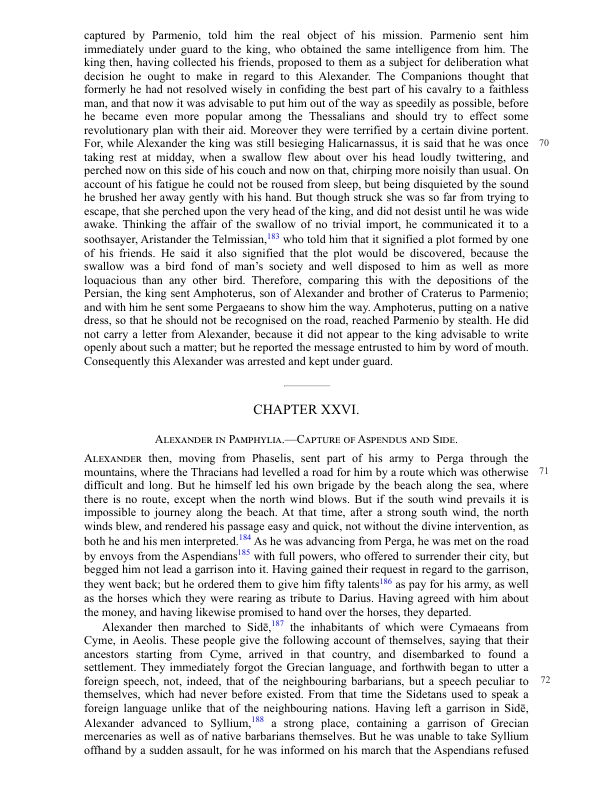 captured by Parmenio, told him the real object of his mission. Parmenio sent him
immediately under guard to the king, who obtained the same intelligence from him. The
king then, having collected his friends, proposed to them as a subject for deliberation what
decision he ought to make in regard to this Alexander. The Companions thought that
formerly he had not resolved wisely in confiding the best part of his cavalry to a faithless
man, and that now it was advisable to put him out of the way as speedily as possible, before
he became even more popular among the Thessalians and should try to effect some
revolutionary plan with their aid. Moreover they were terrified by a certain divine portent.
For, while Alexander the king was still besieging Halicarnassus, it is said that he was once 70
taking rest at midday, when a swallow flew about over his head loudly twittering, and
perched now on this side of his couch and now on that, chirping more noisily than usual. On
account of his fatigue he could not be roused from sleep, but being disquieted by the sound
he brushed her away gently with his hand. But though struck she was so far from trying to
escape, that she perched upon the very head of the king, and did not desist until he was wide
awake. Thinking the affair of the swallow of no trivial import, he communicated it to a
soothsayer, Aristander the Telmissian,183 who told him that it signified a plot formed by one
of his friends. He said it also signified that the plot would be discovered, because the
swallow was a bird fond of man’s society and well disposed to him as well as more
loquacious than any other bird. Therefore, comparing this with the depositions of the
Persian, the king sent Amphoterus, son of Alexander and brother of Craterus to Parmenio;
and with him he sent some Pergaeans to show him the way. Amphoterus, putting on a native
dress, so that he should not be recognised on the road, reached Parmenio by stealth. He did
not carry a letter from Alexander, because it did not appear to the king advisable to write
openly about such a matter; but he reported the message entrusted to him by word of mouth.
Consequently this Alexander was arrested and kept under guard.
CHAPTER XXVI.
Alexander in Pamphylia.—Capture of Aspendus and Side.
Alexander then, moving from Phaselis, sent part of his army to Perga through the
mountains, where the Thracians had levelled a road for him by a route which was otherwise 71
difficult and long. But he himself led his own brigade by the beach along the sea, where
there is no route, except when the north wind blows. But if the south wind prevails it is
impossible to journey along the beach. At that time, after a strong south wind, the north
winds blew, and rendered his passage easy and quick, not without the divine intervention, as
both he and his men interpreted.184 As he was advancing from Perga, he was met on the road
by envoys from the Aspendians185 with full powers, who offered to surrender their city, but
begged him not lead a garrison into it. Having gained their request in regard to the garrison,
they went back; but he ordered them to give him fifty talents186 as pay for his army, as well
as the horses which they were rearing as tribute to Darius. Having agreed with him about
the money, and having likewise promised to hand over the horses, they departed.
Alexander then marched to Sidē,187 the inhabitants of which were Cymaeans from
Cyme, in Aeolis. These people give the following account of themselves, saying that their
ancestors starting from Cyme, arrived in that country, and disembarked to found a
settlement. They immediately forgot the Grecian language, and forthwith began to utter a
foreign speech, not, indeed, that of the neighbouring barbarians, but a speech peculiar to 72
themselves, which had never before existed. From that time the Sidetans used to speak a
foreign language unlike that of the neighbouring nations. Having left a garrison in Sidē,
Alexander advanced to Syllium,188 a strong place, containing a garrison of Grecian
mercenaries as well as of native barbarians themselves. But he was unable to take Syllium
offhand by a sudden assault, for he was informed on his march that the Aspendians refused